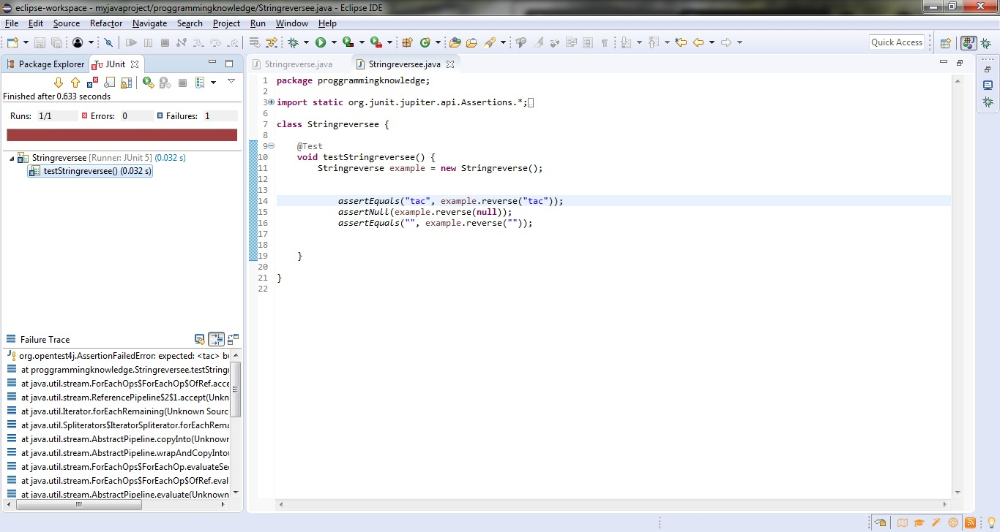 eclipse-workspace - myjavaproject/proggrammingknowledge/Stringreversee.java - Eclipse IDE
File Edit Source Refactor Navigate Search Project Run Window Help
Quick Access
Package Explorer JUnit
Stringreverse.java Stringreversee.java
Finished after 0.633 seconds
Runs: 1/1 Errors: 0 Failures: 1
Stringreversee [Runner: JUnit 5] (0.032 s)
testStringreversee() (0.032 s)
Failure Trace
org.opentest4j.AssertionFailedError: expected: <tac> bu
at proggrammingknowledge.Stringreversee.testStringr
at java.util.stream.ForEachOps$ForEachOp$OfRef.acce
at java.util.stream.ReferencePipeline$2$1.accept(Unkn
at java.util.Iterator.forEachRemaining(Unknown Sourc
at java.util.Spliterators$IteratorSpliterator.forEachRema
at java.util.stream.AbstractPipeline.copyInto(Unknown
at java.util.stream.AbstractPipeline.wrapAndCopyInto(
at java.util.stream.ForEachOps$ForEachOp.evaluateSe
at java.util.stream.ForEachOps$ForEachOp$OfRef.eval
at java.util.stream.AbstractPipeline.evaluate(Unknown
1 package proggrammingknowledge;
2
3 import static org.junit.jupiter.api.Assertions.*;
6
7 class Stringreversee {
8
9 @Test
10 void testStringreversee() {
11 Stringreverse example = new Stringreverse();
12
13
14 assertEquals("tac", example.reverse("tac"));
15 assertNull(example.reverse(null));
16 assertEquals("", example.reverse(""));
17
18
19 }
20
21 }
22